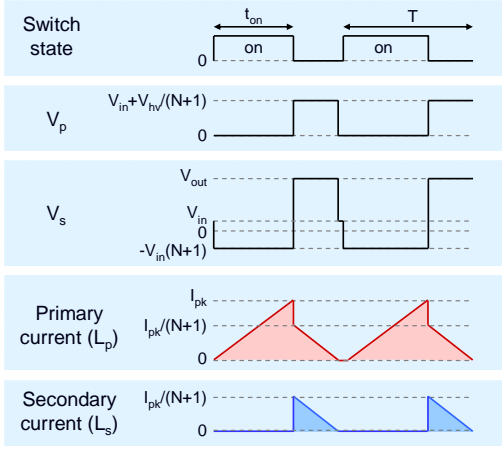 Switch
state
t_on
T
on
on
0
V_p
V_in+V_hv/(N+1)
0
V_s
V_out
V_in
0
-V_in(N+1)
Primary
current (L_p)
I_pk
I_pk/(N+1)
0
Secondary
current (L_s)
I_pk/(N+1)
0